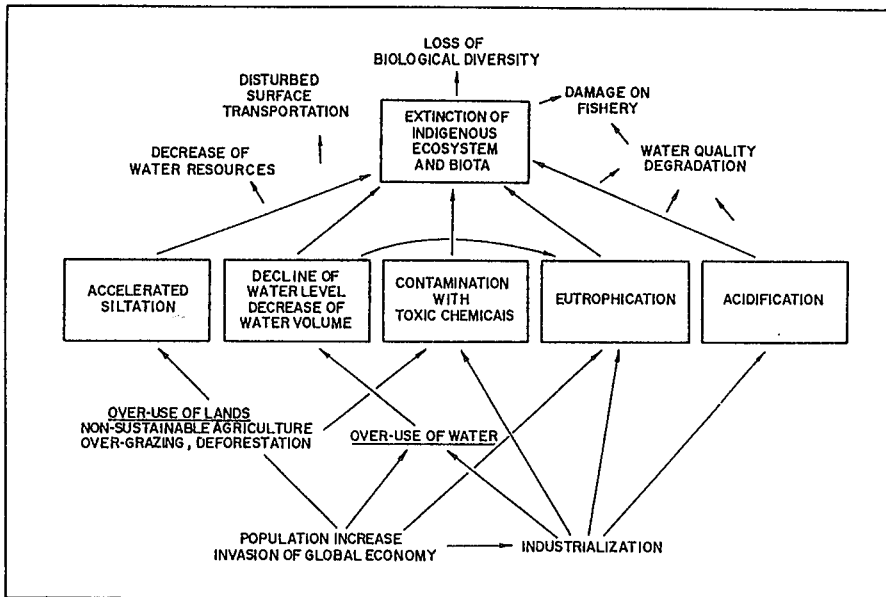 LOSS OF
BIOLOGICAL DIVERSITY
DISTURBED
SURFACE
TRANSPORTATION
DAMAGE ON
FISHERY
EXTINCTION OF
INDIGENOUS
ECOSYSTEM
AND BIOTA
DECREASE OF
WATER RESOURCES
WATER QUALITY
DEGRADATION
ACCELERATED
SILTATION
DECLINE OF
WATER LEVEL
DECREASE OF
WATER VOLUME
CONTAMINATION
WITH
TOXIC CHEMICAIS
EUTROPHICATION
ACIDIFICATION
OVER-USE OF LANDS
NON-SUSTAINABLE AGRICULTURE
OVER-GRAZING , DEFORESTATION
OVER-USE OF WATER
POPULATION INCREASE
INVASION OF GLOBAL ECONOMY
INDUSTRIALIZATION